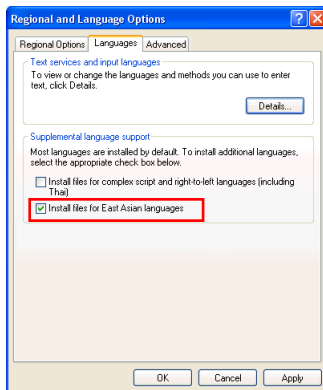 Regional and Language Options
Regional Options Languages Advanced
Text services and input languages
To view or change the languages and methods you can use to enter
text, click Details.
Details...
Supplemental language support
Most languages are installed by default. To install additional languages,
select the appropriate check box below.
Install files for complex script and right-to-left languages (including
Thai)
Install files for East Asian languages
OK Cancel Apply